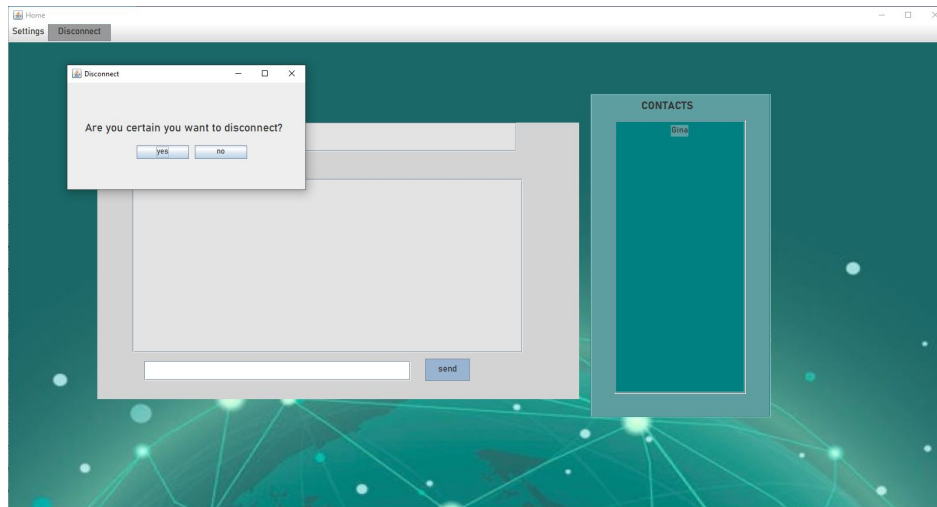 Home
Settings Disconnect
Disconnect
Are you certain you want to disconnect?
yes no
CONTACTS
Gina
send